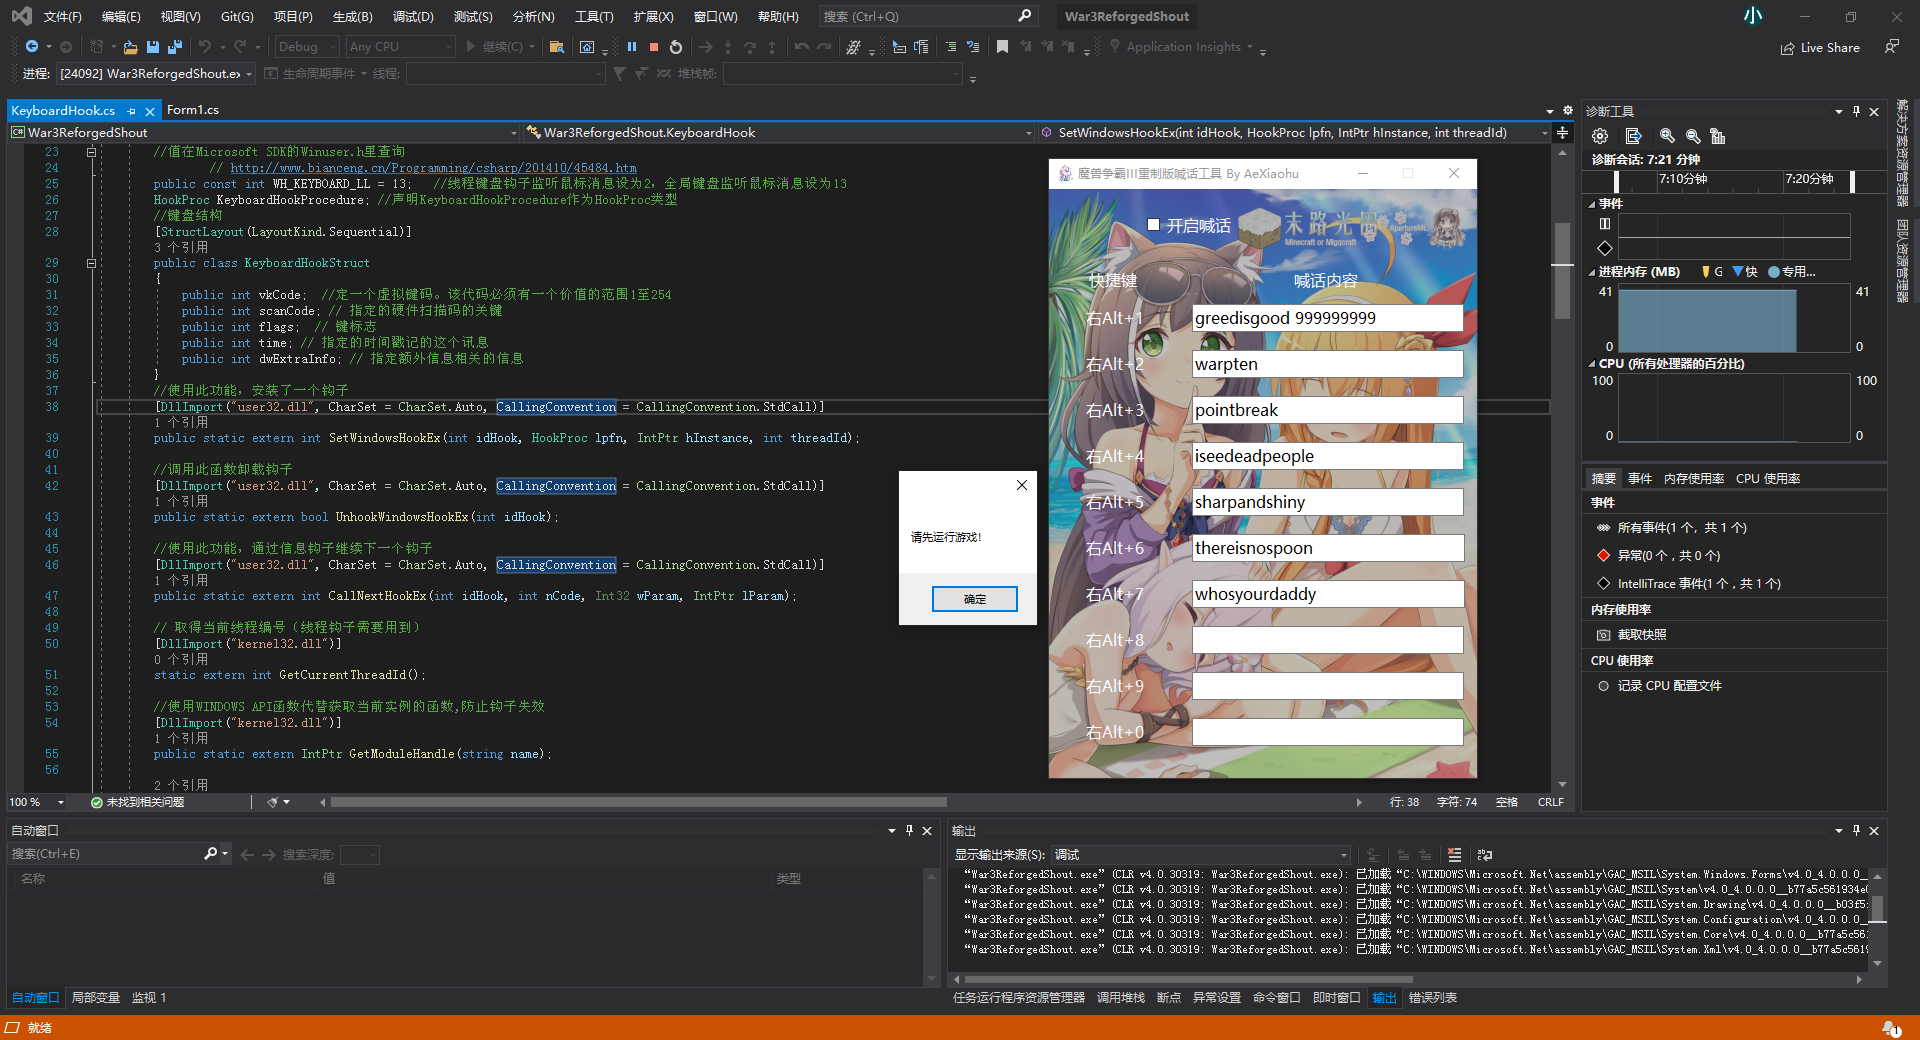 文件(F) 编辑(E) 视图(V) Git(G) 项目(P) 生成(B) 调试(D) 测试(S) 分析(N) 工具(T) 扩展(X) 窗口(W) 帮助(H) 搜索 (Ctrl+Q) War3ReforgedShout 小
Debug Any CPU 继续(C) Application Insights Live Share
进程: [24092] War3ReforgedShout.ex 生命周期事件 线程: 堆栈帧:
KeyboardHook.cs Form1.cs
War3ReforgedShout War3ReforgedShout.KeyboardHook SetWindowsHookEx(int idHook, HookProc lpfn, IntPtr hInstance, int threadId)
23 //值在Microsoft SDK的Winuser.h里查询
24 // http://www.bianceng.cn/Programming/csharp/201410/45484.htm
25 public const int WH_KEYBOARD_LL = 13; //线程键盘钩子监听鼠标消息设为2，全局键盘监听鼠标消息设为13
26 HookProc KeyboardHookProcedure; //声明KeyboardHookProcedure作为HookProc类型
27 //键盘结构
28 [StructLayout(LayoutKind.Sequential)]
3 个引用
29 public class KeyboardHookStruct
30 {
31 public int vkCode; //定一个虚拟键码。该代码必须有一个价值的范围1至254
32 public int scanCode; // 指定的硬件扫描码的关键
33 public int flags; // 键标志
34 public int time; // 指定的时间戳记的这个讯息
35 public int dwExtraInfo; // 指定额外信息相关的信息
36 }
37 //使用此功能，安装了一个钩子
38 [DllImport("user32.dll", CharSet = CharSet.Auto, CallingConvention = CallingConvention.StdCall)]
1 个引用
39 public static extern int SetWindowsHookEx(int idHook, HookProc lpfn, IntPtr hInstance, int threadId);
40
41 //调用此函数卸载钩子
42 [DllImport("user32.dll", CharSet = CharSet.Auto, CallingConvention = CallingConvention.StdCall)]
1 个引用
43 public static extern bool UnhookWindowsHookEx(int idHook);
44
45 //使用此功能，通过信息钩子继续下一个钩子
46 [DllImport("user32.dll", CharSet = CharSet.Auto, CallingConvention = CallingConvention.StdCall)]
1 个引用
47 public static extern int CallNextHookEx(int idHook, int nCode, Int32 wParam, IntPtr lParam);
48
49 // 取得当前线程编号（线程钩子需要用到）
50 [DllImport("kernel32.dll")]
0 个引用
51 static extern int GetCurrentThreadId();
52
53 //使用WINDOWS API函数代替获取当前实例的函数,防止钩子失效
54 [DllImport("kernel32.dll")]
1 个引用
55 public static extern IntPtr GetModuleHandle(string name);
56
2 个引用
100 % 未找到相关问题 行: 38 字符: 74 空格 CRLF
请先运行游戏!
确定
魔兽争霸III重制版喊话工具 By AeXiaohu
开启喊话
末路光周 ApertureML
Minecraft or Miqqcraft
快捷键 喊话内容
右Alt+1 greedisgood 999999999
右Alt+2 warpten
右Alt+3 pointbreak
右Alt+4 iseedeadpeople
右Alt+5 sharpandshiny
右Alt+6 thereisnospoon
右Alt+7 whosyourdaddy
右Alt+8
右Alt+9
右Alt+0
诊断工具
诊断会话: 7:21 分钟
7:10分钟 7:20分钟
事件
进程内存 (MB) G 快 专用...
41 41
0 0
CPU (所有处理器的百分比)
100 100
0 0
摘要 事件 内存使用率 CPU 使用率
事件
所有事件(1 个，共 1 个)
异常(0 个，共 0 个)
IntelliTrace 事件(1 个，共 1 个)
内存使用率
截取快照
CPU 使用率
记录 CPU 配置文件
解决方案资源管理器
团队资源管理器
自动窗口
搜索(Ctrl+E) 搜索深度:
名称 值 类型
自动窗口 局部变量 监视 1
输出
显示输出来源(S): 调试
“War3ReforgedShout.exe” (CLR v4.0.30319: War3ReforgedShout.exe): 已加载 “C:\WINDOWS\Microsoft.Net\assembly\GAC_MSIL\System.Windows.Forms\v4.0_4.0.0.0__
“War3ReforgedShout.exe” (CLR v4.0.30319: War3ReforgedShout.exe): 已加载 “C:\WINDOWS\Microsoft.Net\assembly\GAC_MSIL\System\v4.0_4.0.0.0__b77a5c561934e0
“War3ReforgedShout.exe” (CLR v4.0.30319: War3ReforgedShout.exe): 已加载 “C:\WINDOWS\Microsoft.Net\assembly\GAC_MSIL\System.Drawing\v4.0_4.0.0.0__b03f5:
“War3ReforgedShout.exe” (CLR v4.0.30319: War3ReforgedShout.exe): 已加载 “C:\WINDOWS\Microsoft.Net\assembly\GAC_MSIL\System.Configuration\v4.0_4.0.0.0__
“War3ReforgedShout.exe” (CLR v4.0.30319: War3ReforgedShout.exe): 已加载 “C:\WINDOWS\Microsoft.Net\assembly\GAC_MSIL\System.Core\v4.0_4.0.0.0__b77a5c56:
“War3ReforgedShout.exe” (CLR v4.0.30319: War3ReforgedShout.exe): 已加载 “C:\WINDOWS\Microsoft.Net\assembly\GAC_MSIL\System.Xml\v4.0_4.0.0.0__b77a5c5619
任务运行程序资源管理器 调用堆栈 断点 异常设置 命令窗口 即时窗口 输出 错误列表
就绪 1